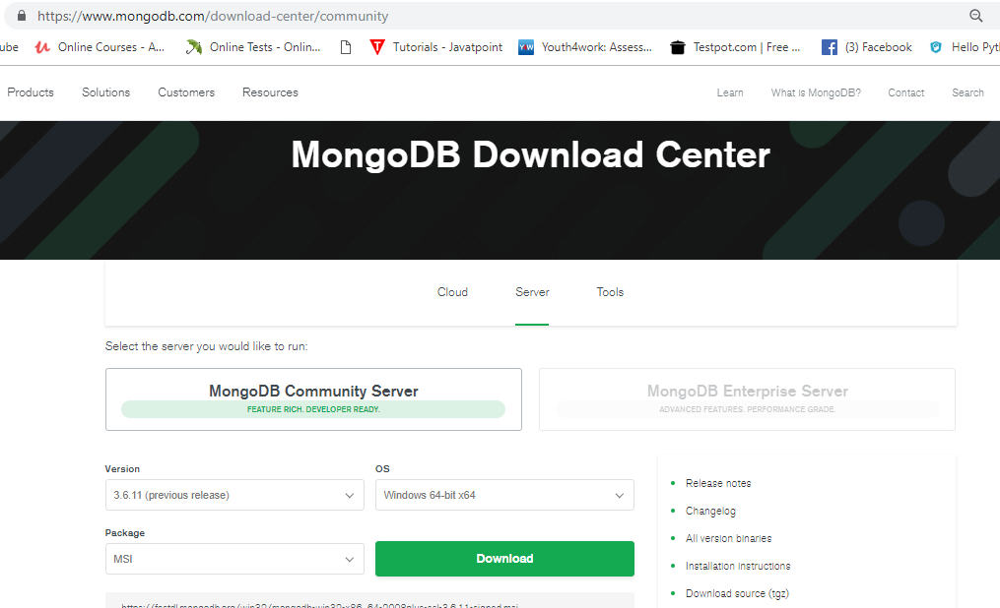 https://www.mongodb.com/download-center/community
ube Online Courses - A... Online Tests - Onlin... Tutorials - Javatpoint YW Youth4work: Assess... Testpot.com | Free ... (3) Facebook Hello Pyt
Products Solutions Customers Resources Learn What is MongoDB? Contact Search
MongoDB Download Center
Cloud Server Tools
Select the server you would like to run:
MongoDB Community Server
FEATURE RICH. DEVELOPER READY.
MongoDB Enterprise Server
ADVANCED FEATURES. PERFORMANCE GRADE.
Version
3.6.11 (previous release)
OS
Windows 64-bit x64
Package
MSI
Download
Release notes
Changelog
All version binaries
Installation instructions
Download source (tgz)